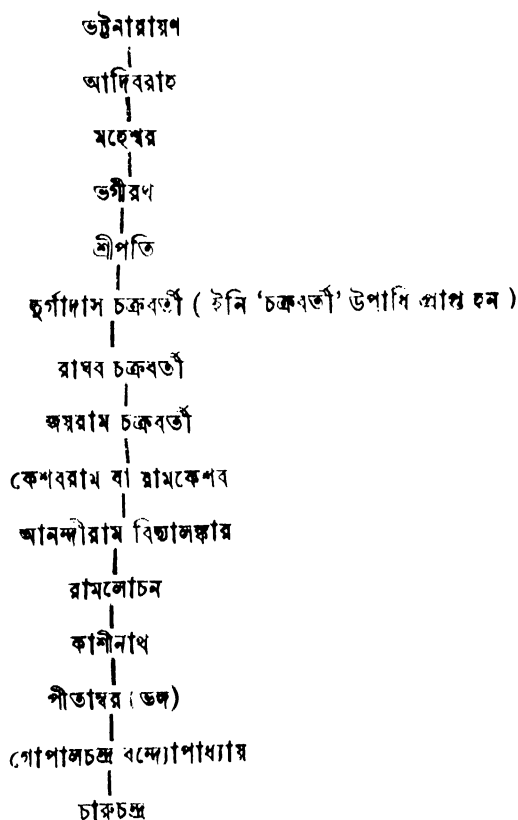 ভট্টনারায়ণ
আদিবরাহ
মহেশ্বর
ভগীরথ
শ্রীপতি
দুর্গাদাস চক্রবর্ত্তী ( ইনি ‘চক্রবর্ত্তী’ উপাধি প্রাপ্ত হন )
রাঘব চক্রবর্ত্তী
জয়রাম চক্রবর্ত্তী
কেশবরাম বা রামকেশব
আনন্দীরাম বিদ্যালঙ্কার
রামলোচন
কাশীনাথ
পীতাম্বর (ভঙ্গ)
গোপালচন্দ্র বন্দ্যোপাধ্যায়
চারুচন্দ্র